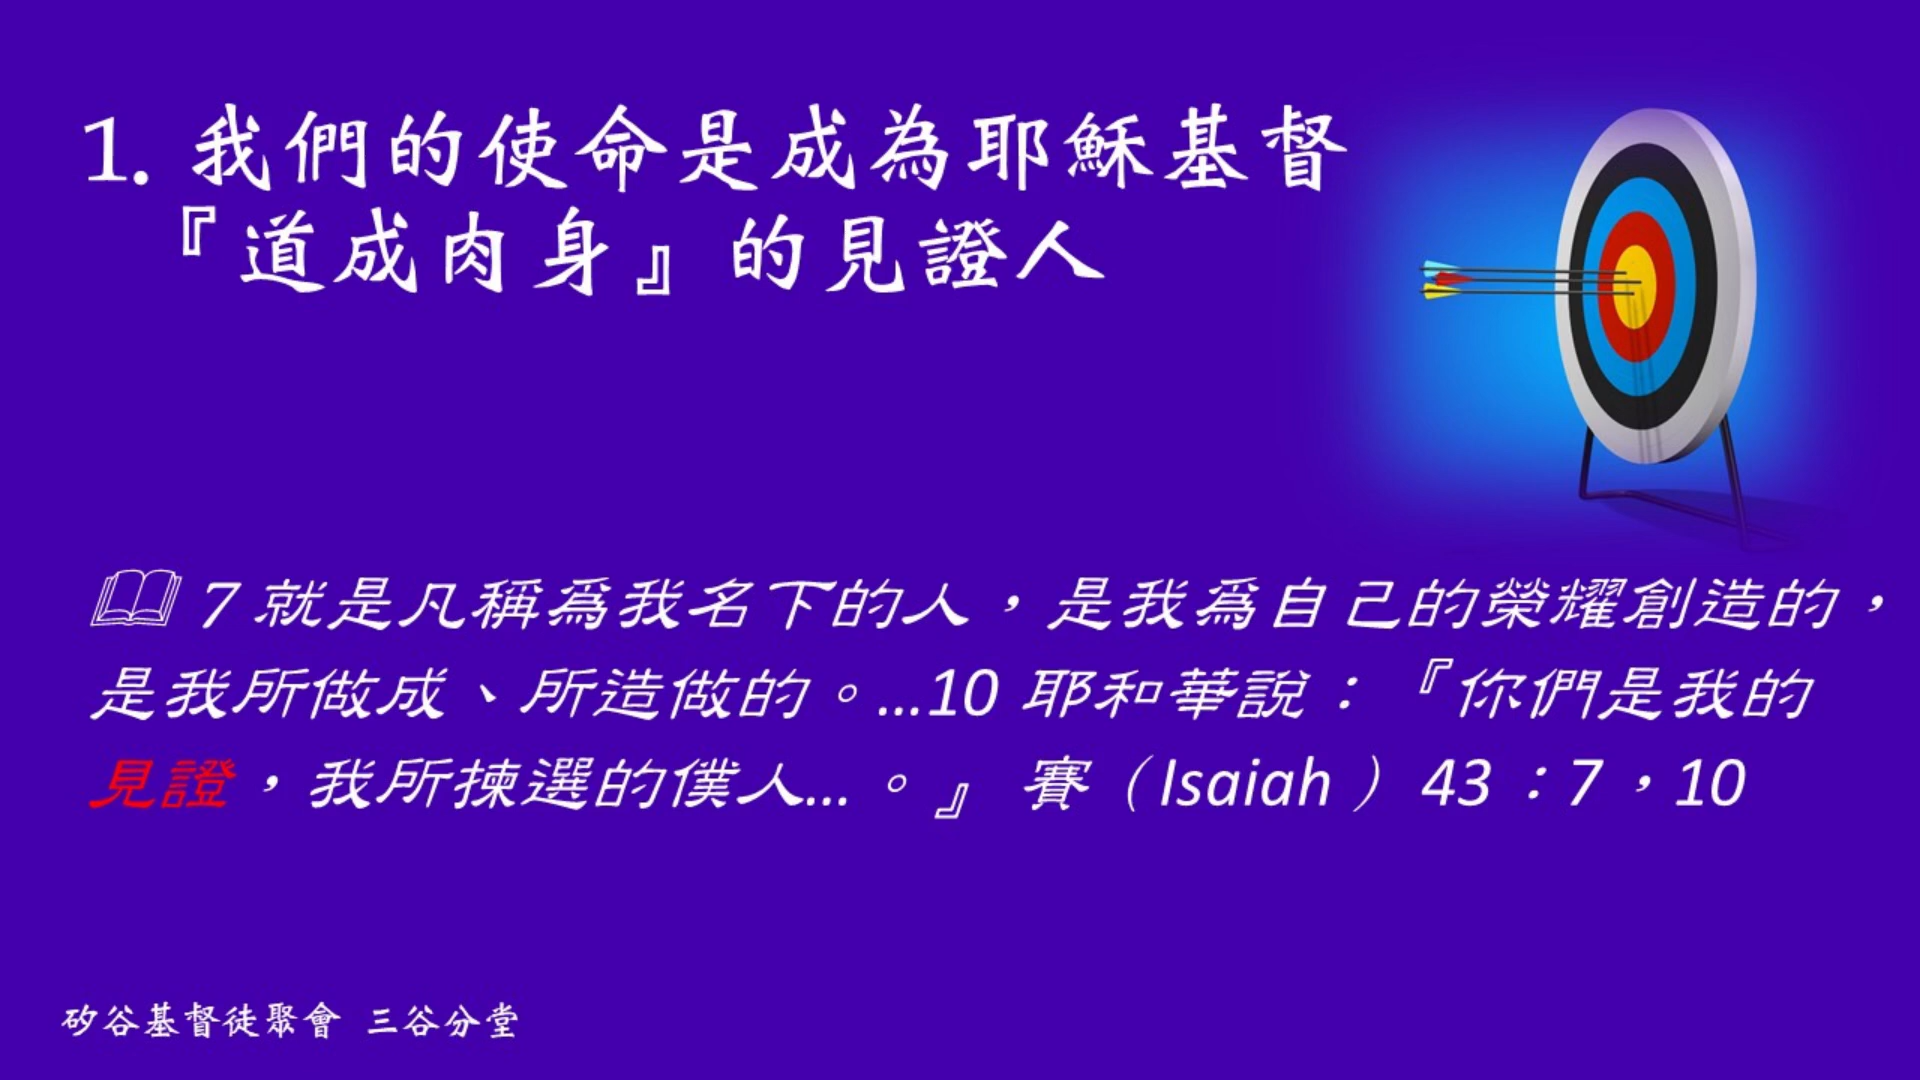 1. 我們的使命是成為耶穌基督
『道成肉身』的見證人
7 就是凡稱爲我名下的人，是我爲自己的榮耀創造的，
是我所做成、所造做的。…10 耶和華說：『你們是我的
見證，我所揀選的僕人…。』 賽（Isaiah）43：7，10
矽谷基督徒聚會 三谷分堂